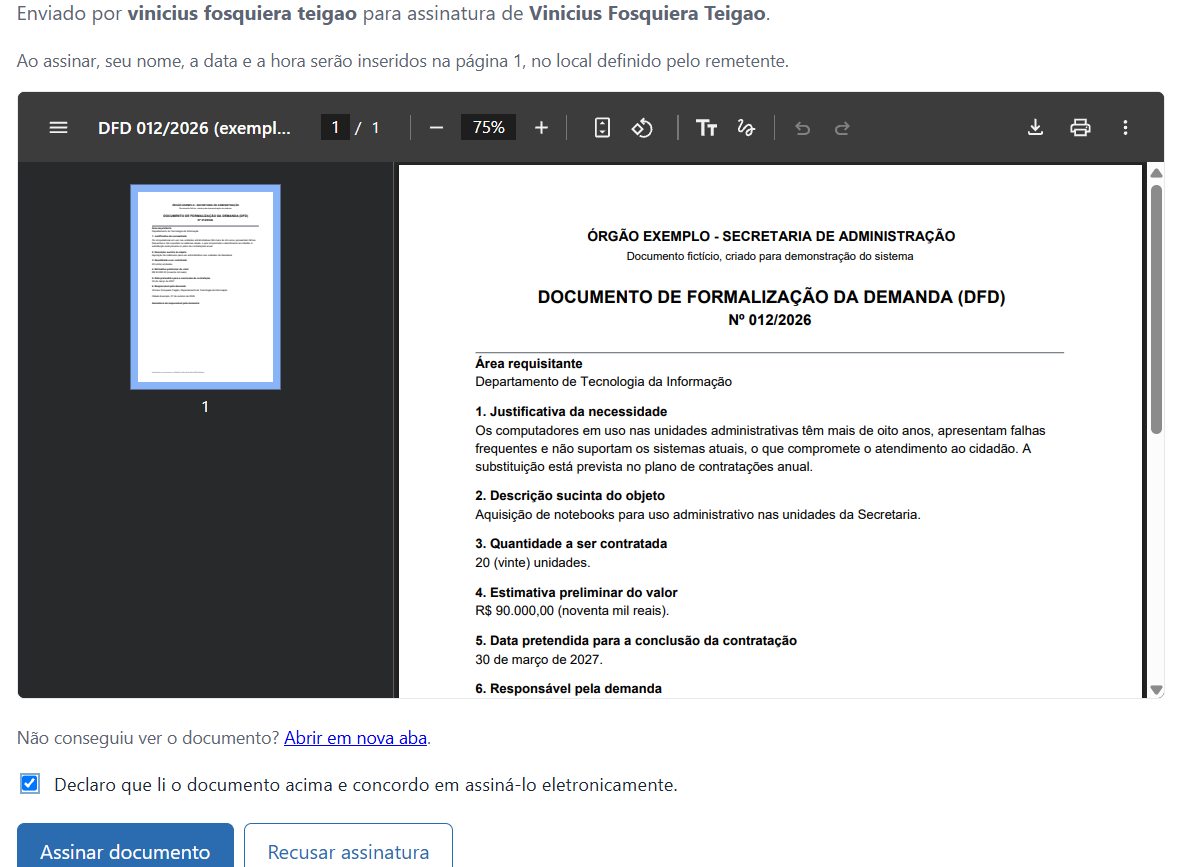 Enviado por vinicius fosquiera teigao para assinatura de Vinicius Fosquiera Teigao.
Ao assinar, seu nome, a data e a hora serão inseridos na página 1, no local definido pelo remetente.
DFD 012/2026 (exempl... 1 / 1 75%
1
ÓRGÃO EXEMPLO - SECRETARIA DE ADMINISTRAÇÃO
Documento fictício, criado para demonstração do sistema
DOCUMENTO DE FORMALIZAÇÃO DA DEMANDA (DFD)
Nº 012/2026
Área requisitante
Departamento de Tecnologia da Informação
1. Justificativa da necessidade
Os computadores em uso nas unidades administrativas têm mais de oito anos, apresentam falhas
frequentes e não suportam os sistemas atuais, o que compromete o atendimento ao cidadão. A
substituição está prevista no plano de contratações anual.
2. Descrição sucinta do objeto
Aquisição de notebooks para uso administrativo nas unidades da Secretaria.
3. Quantidade a ser contratada
20 (vinte) unidades.
4. Estimativa preliminar do valor
R$ 90.000,00 (noventa mil reais).
5. Data pretendida para a conclusão da contratação
30 de março de 2027.
6. Responsável pela demanda
Não conseguiu ver o documento? Abrir em nova aba.
Declaro que li o documento acima e concordo em assiná-lo eletronicamente.
Assinar documento Recusar assinatura